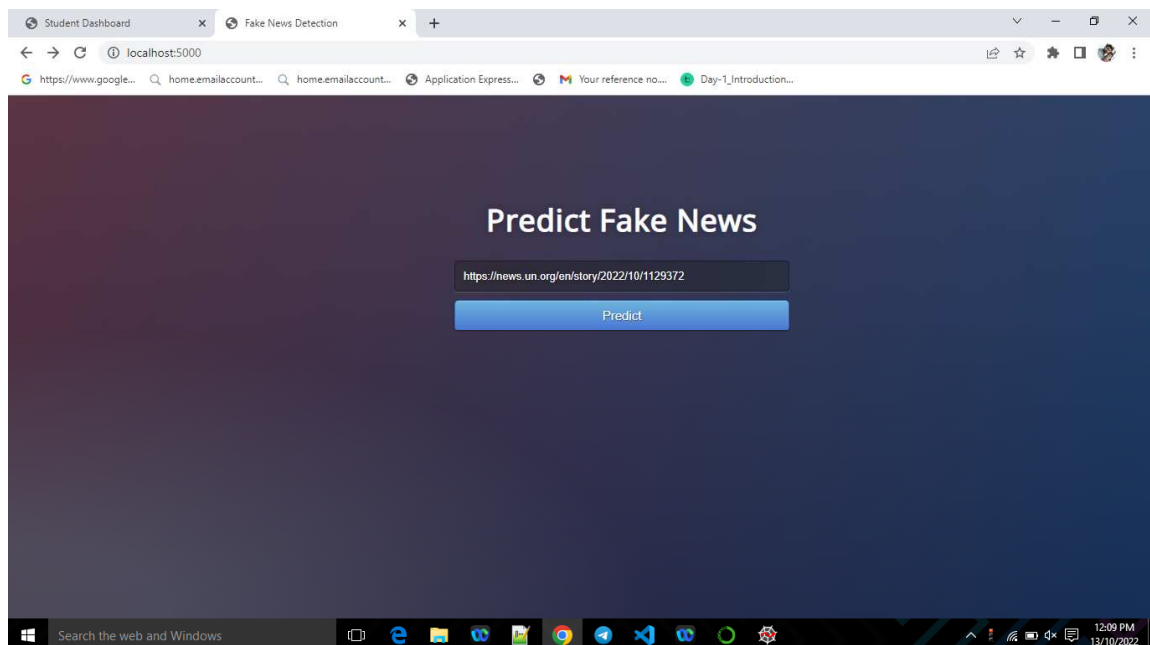 Student Dashboard
Fake News Detection
localhost:5000
https://www.google...
home.emailaccount...
home.emailaccount...
Application Express...
Your reference no....
Day-1_Introduction...
Predict Fake News
https://news.un.org/en/story/2022/10/1129372
Predict
Search the web and Windows
12:09 PM
13/10/2022